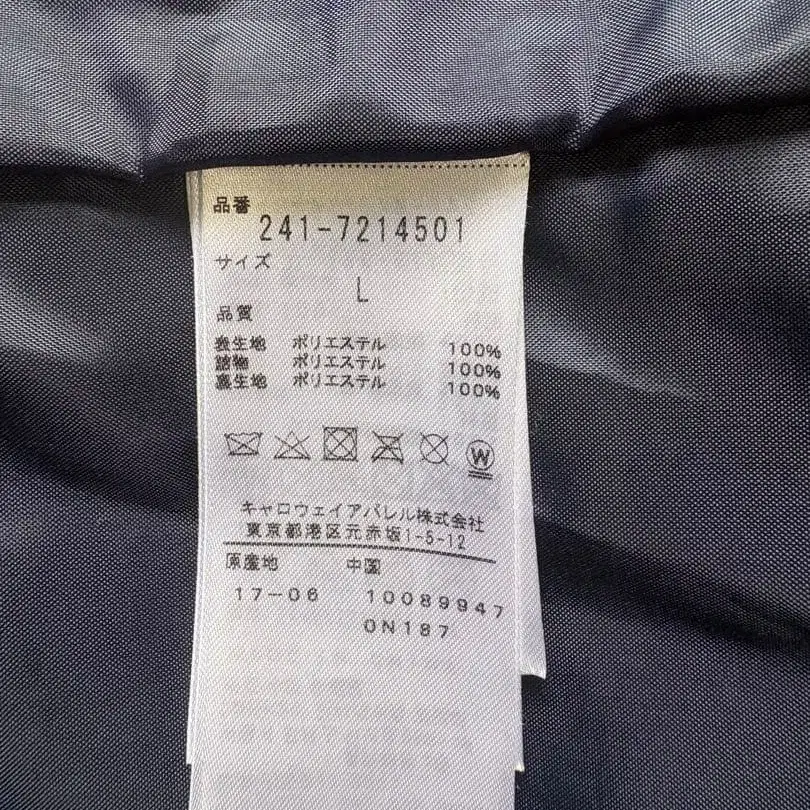 品番
241-7214501
サイズ
L
品質
表生地 ポリエステル 100%
詰物 ポリエステル 100%
裏生地 ポリエステル 100%
W
キャロウェイアパレル株式会社
東京都港区元赤坂1-5-12
原産地 中国
17-06 10089947
0N187